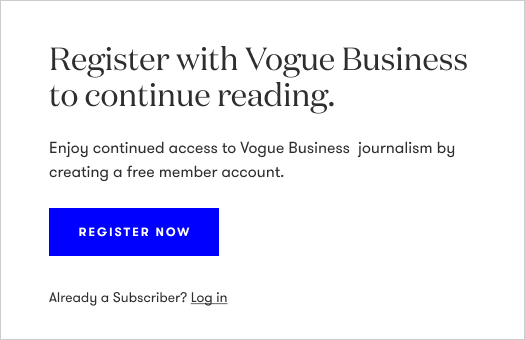 Register with Vogue Business
to continue reading.
Enjoy continued access to Vogue Business  journalism by
creating a free member account.
REGISTER NOW
Already a Subscriber? Log in